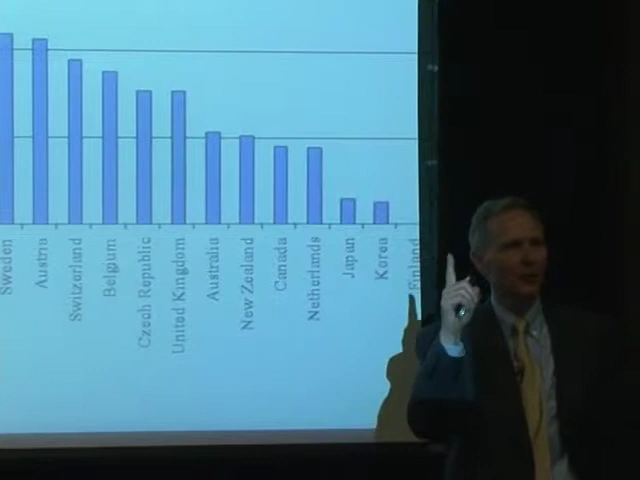 Sweden
Austria
Switzerland
Belgium
Czech Republic
United Kingdom
Australia
New Zealand
Canada
Netherlands
Japan
Korea
Finland